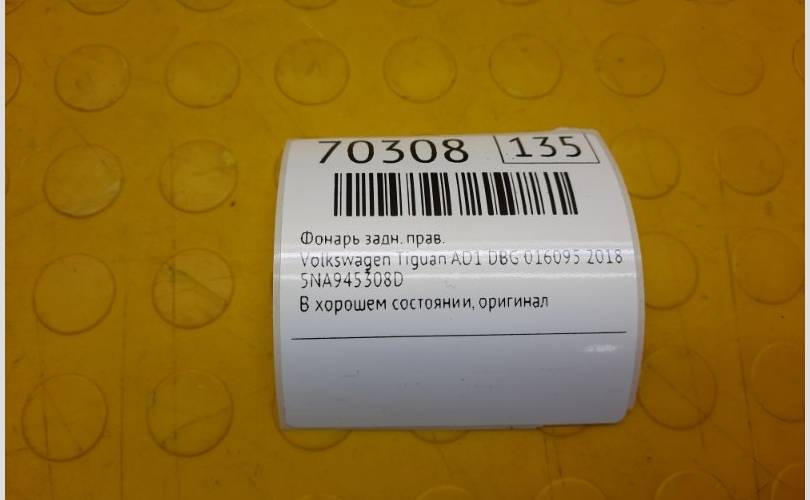 70308 135
Фонарь задн. прав.
Volkswagen Tiguan AD1 DBG 016095 2018
5NA945308D
В хорошем состоянии, оригинал